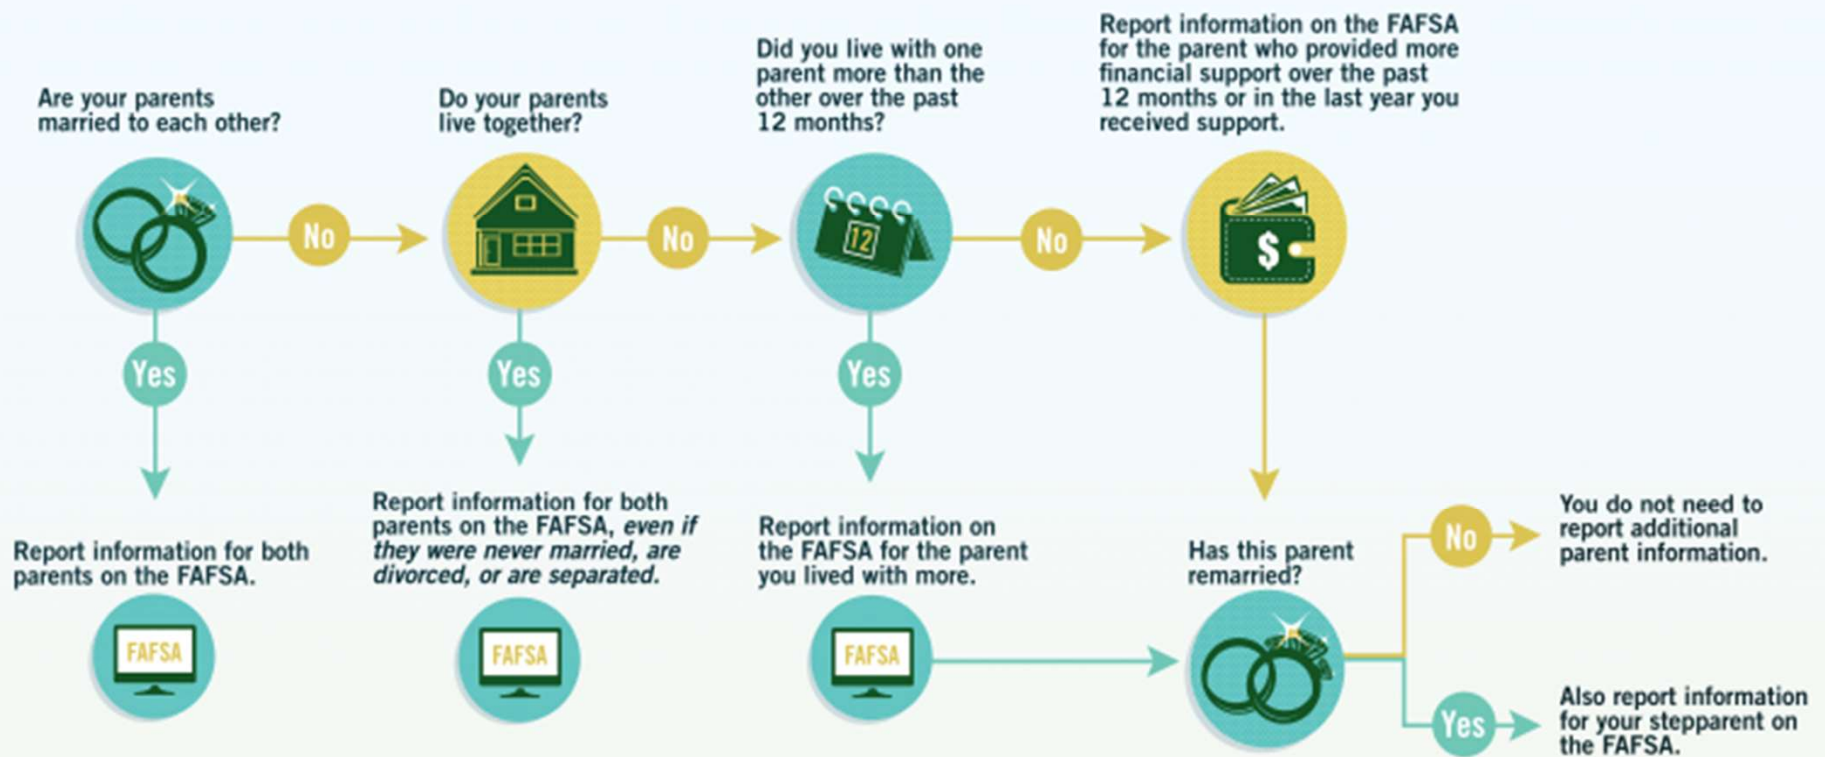 Are your parents
married to each other?
No
Do your parents
live together?
No
Did you live with one
parent more than the
other over the past
12 months?
12
No
Report information on the FAFSA
for the parent who provided more
financial support over the past
12 months or in the last year you
received support.
$
Yes
Yes
Yes
Report information for both
parents on the FAFSA.
FAFSA
Report information for both
parents on the FAFSA, even if
they were never married, are
divorced, or are separated.
FAFSA
Report information on
the FAFSA for the parent
you lived with more.
FAFSA
Has this parent
remarried?
No
You do not need to
report additional
parent information.
Yes
Also report information
for your stepparent on
the FAFSA.